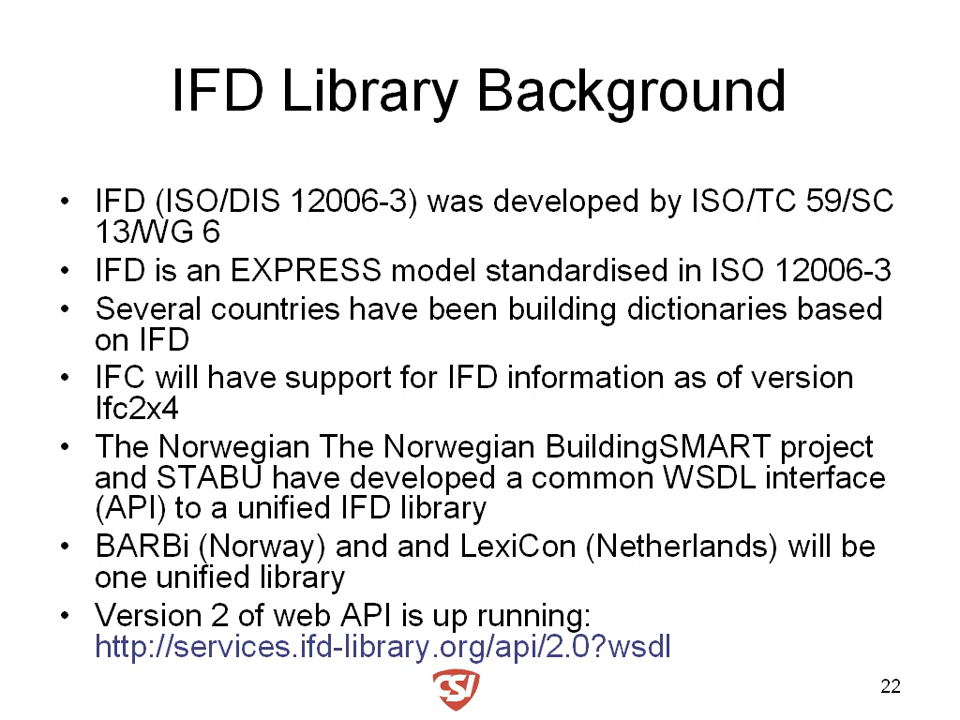 IFD Library Background
• IFD (ISO/DIS 12006-3) was developed by ISO/TC 59/SC
13/WG 6
• IFD is an EXPRESS model standardised in ISO 12006-3
• Several countries have been building dictionaries based
on IFD
• IFC will have support for IFD information as of version
Ifc2x4
• The Norwegian The Norwegian BuildingSMART project
and STABU have developed a common WSDL interface
(API) to a unified IFD library
• BARBi (Norway) and and LexiCon (Netherlands) will be
one unified library
• Version 2 of web API is up running:
http://services.ifd-library.org/api/2.0?wsdl
CSI
22